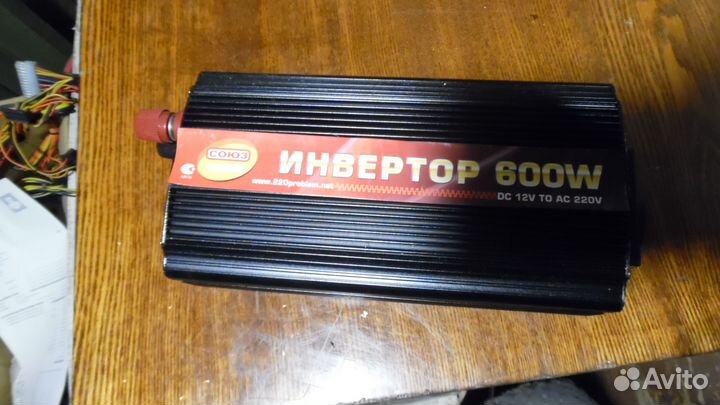 СОЮЗ
ИНВЕРТОР 600W
www.220problem.net
DC 12V TO AC 220V
Avito